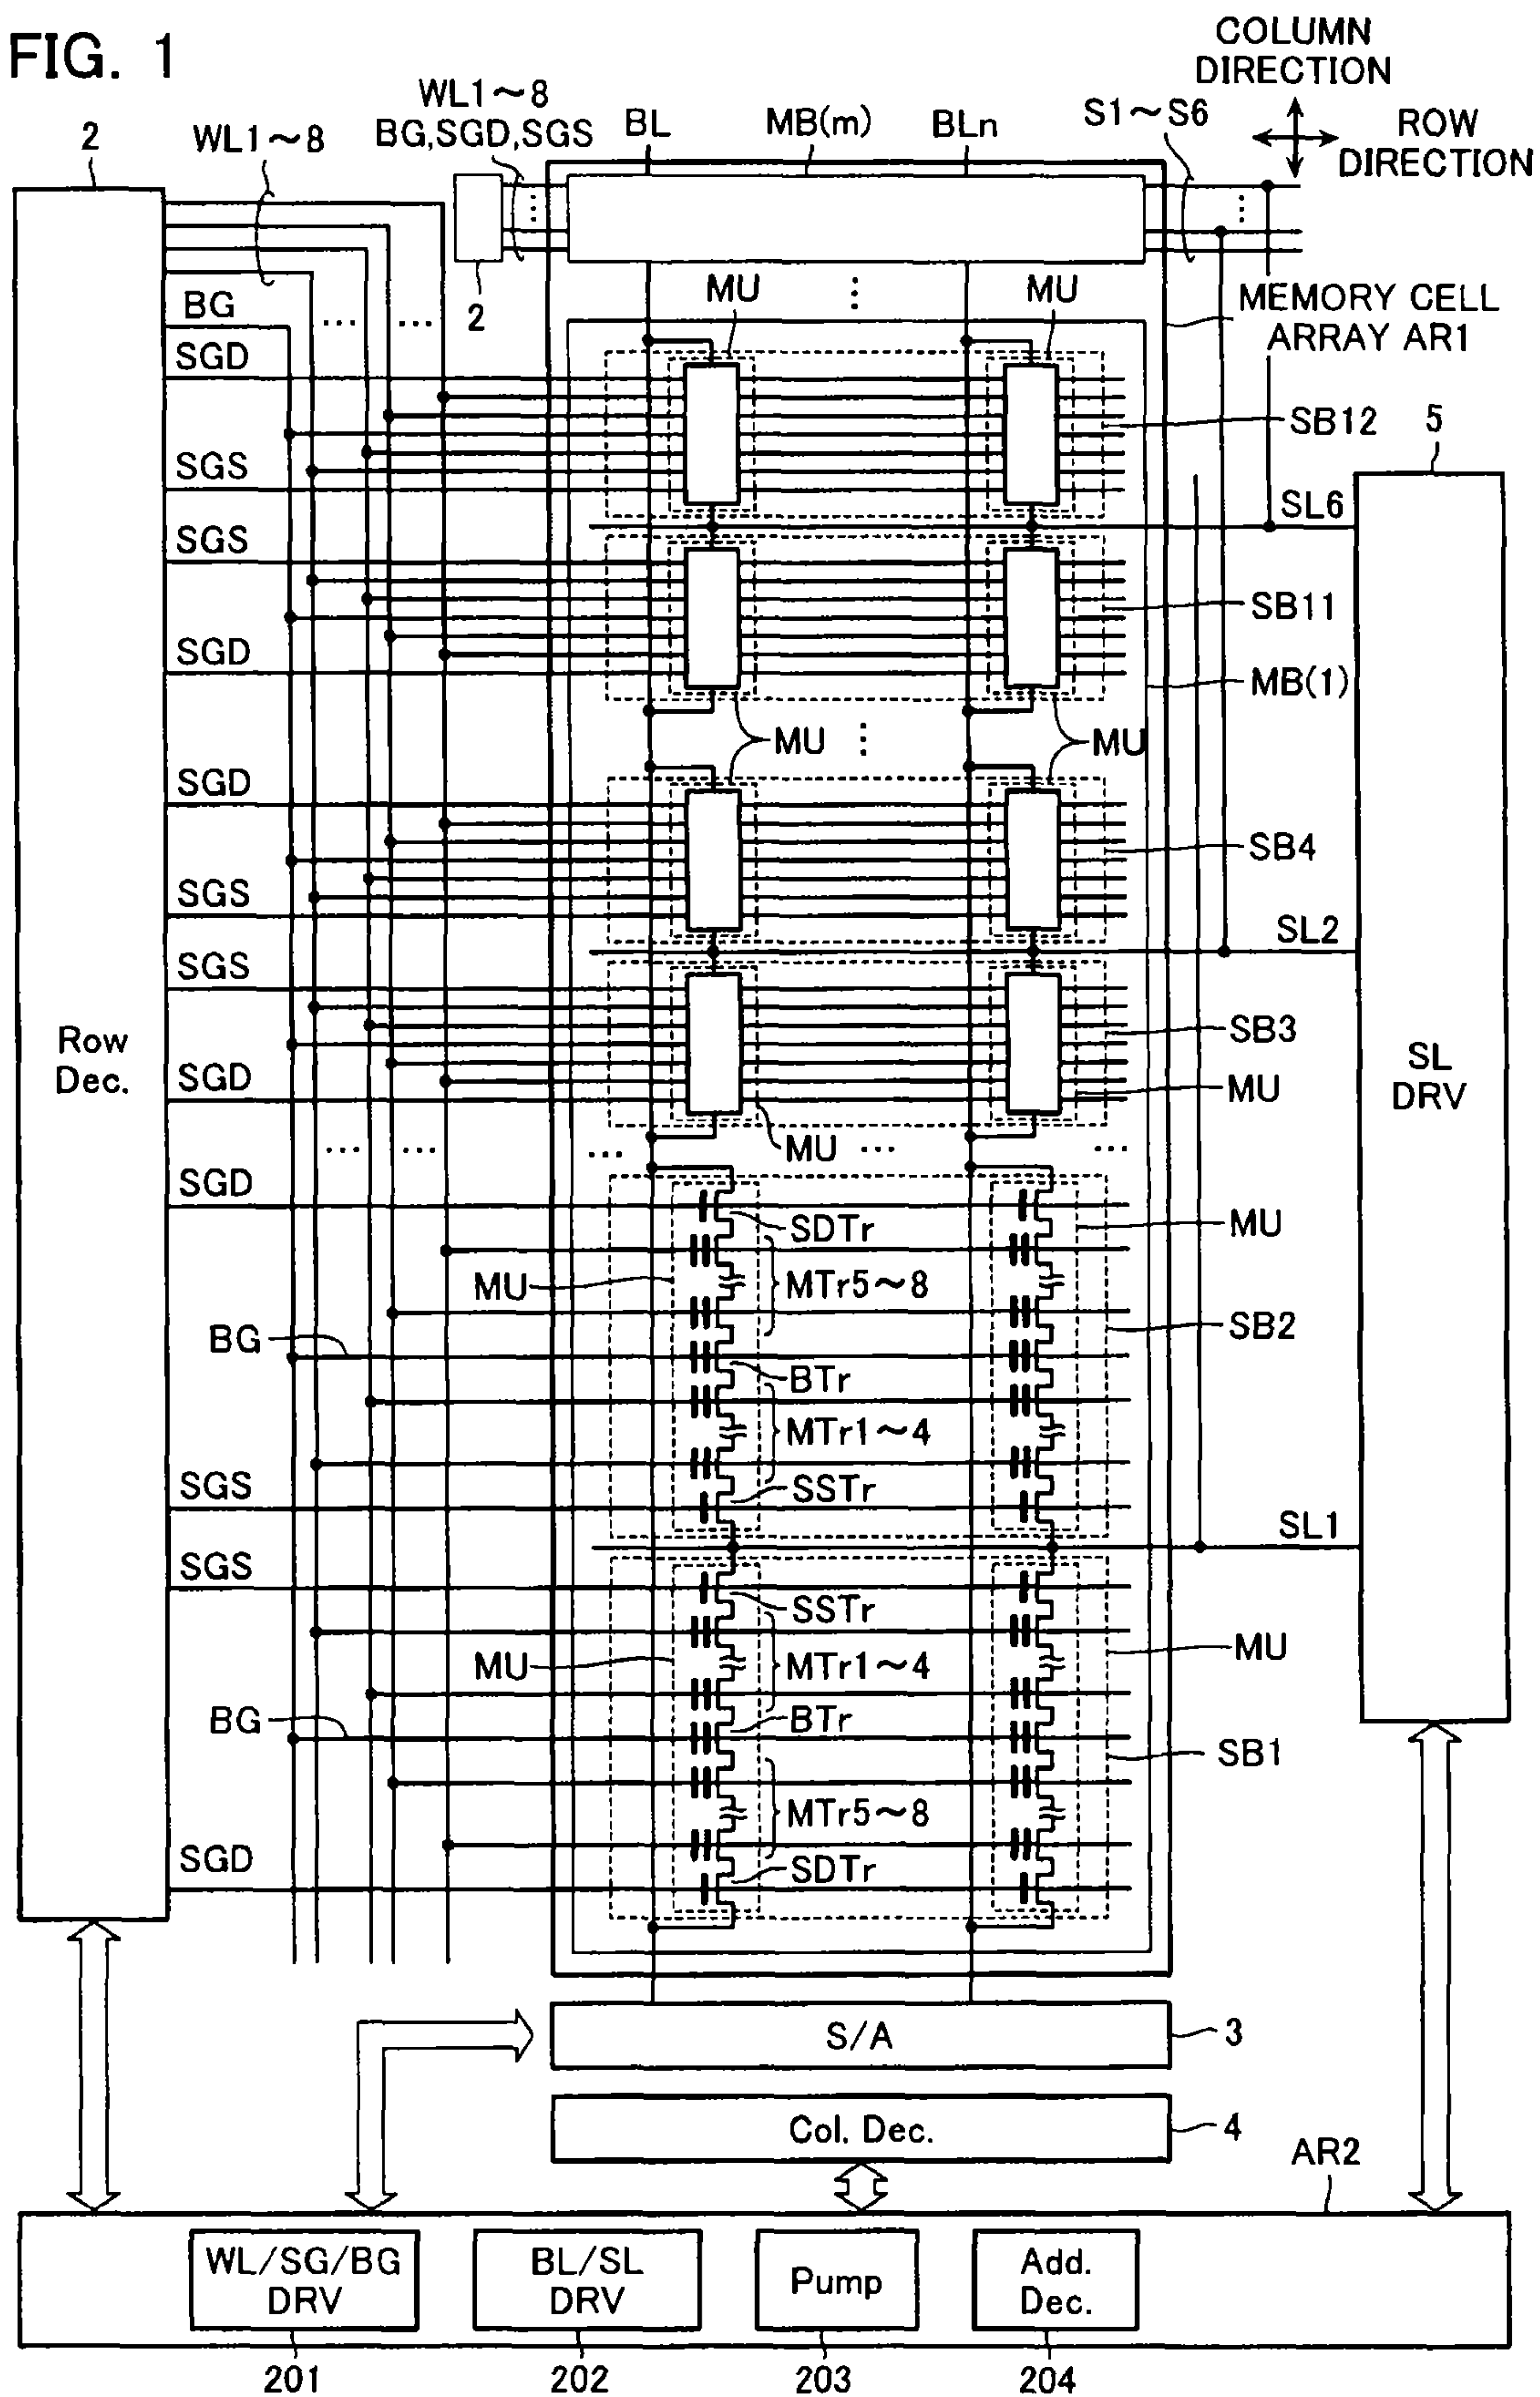 FIG. 1
COLUMN
DIRECTION
ROW
DIRECTION
2
WL1~8
WL1~8
BG,SGD,SGS
BL
MB(m)
BLn
S1~S6
2
BG
...
...
MU
MU
MEMORY CELL
ARRAY AR1
SGD
SB12
5
SGS
SL6
SGS
SB11
SGD
MB(1)
MU
MU
SGD
SB4
SGS
SL2
SGS
Row
Dec.
SB3
SL
DRV
SGD
MU
MU
...
...
...
...
...
SGD
SDTr
MU
MU
MTr5~8
BG
SB2
BTr
MTr1~4
SGS
SSTr
SL1
SGS
SSTr
MU
MTr1~4
MU
BG
BTr
SB1
MTr5~8
SGD
SDTr
S/A
3
Col. Dec.
4
AR2
WL/SG/BG
DRV
BL/SL
DRV
Pump
Add.
Dec.
201
202
203
204